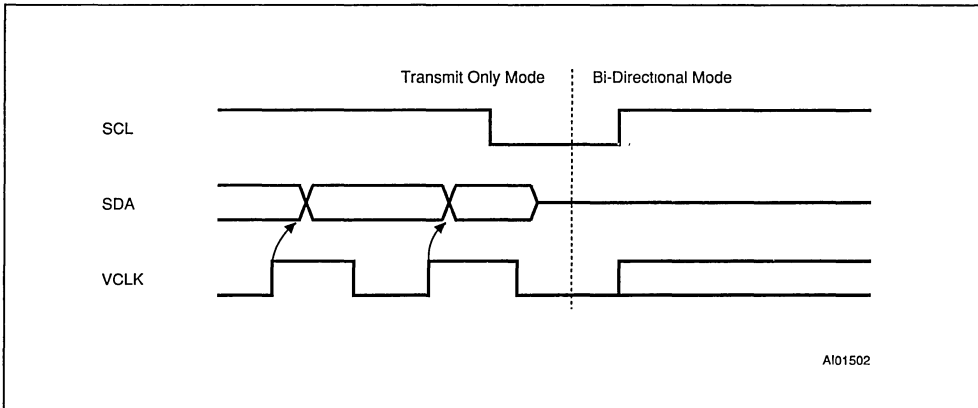 Transmit Only Mode
Bi-Directional Mode
SCL
SDA
VCLK
AI01502